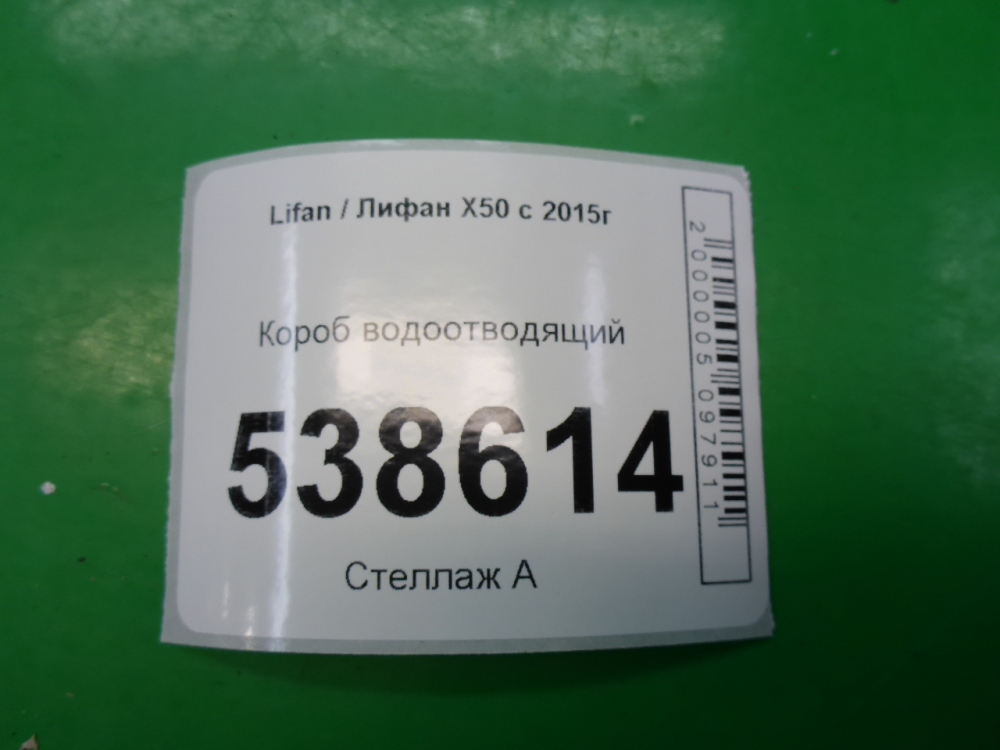 Lifan / Лифан X50 с 2015г
Короб водоотводящий
538614
Стеллаж А
2000005097911